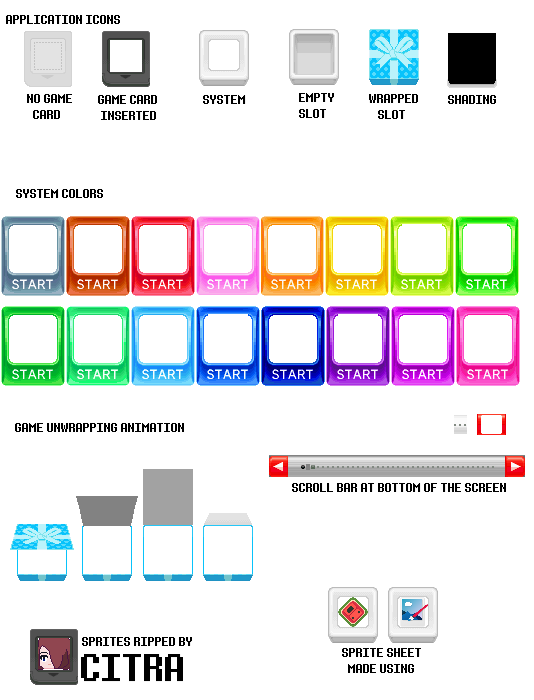 APPLICATION ICONS
NO GAME
CARD
GAME CARD
INSERTED
SYSTEM
EMPTY
SLOT
WRAPPED
SLOT
SHADING
SYSTEM COLORS
START START START START START START START START
START START START START START START START START
GAME UNWRAPPING ANIMATION
SCROLL BAR AT BOTTOM OF THE SCREEN
SPRITES RIPPED BY
CITRA
SPRITE SHEET
MADE USING